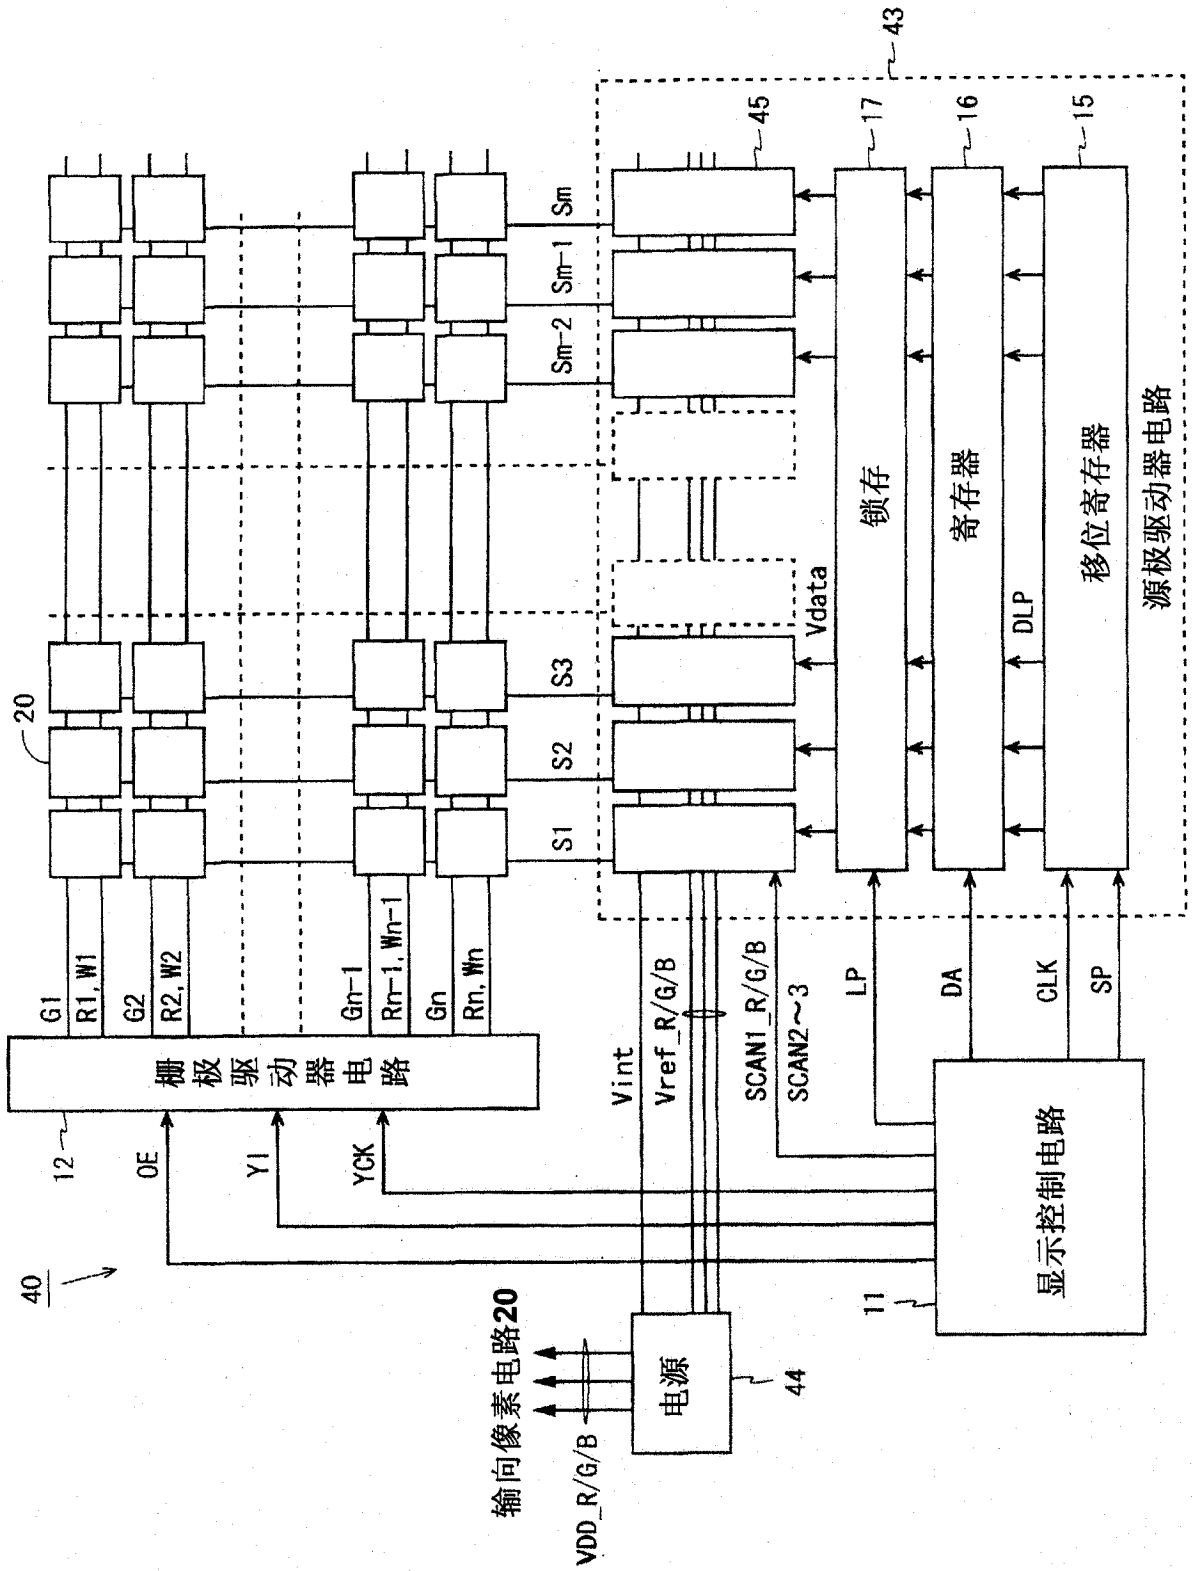 40
12
栅极驱动器电路
OE
YI
YCK
G1
R1, W1
G2
R2, W2
Gn-1
Rn-1, Wn-1
Gn
Rn, Wn
20
S1
S2
S3
Sm-2
Sm-1
Sm
43
45
17
16
15
Vdata
锁存
寄存器
DLP
移位寄存器
源极驱动器电路
Vint
Vref_R/G/B
SCAN1_R/G/B
SCAN2～3
LP
DA
CLK
SP
输向像素电路20
VDD_R/G/B
电源
44
11
显示控制电路